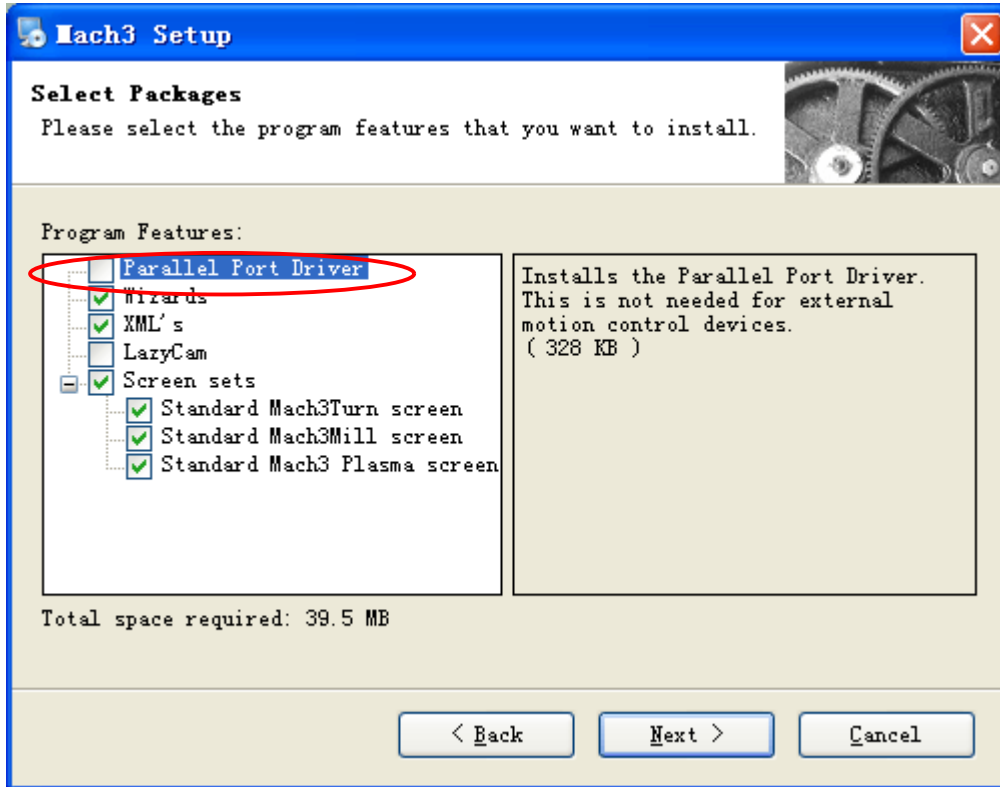 Mach3 Setup
Select Packages
Please select the program features that you want to install.
Program Features:
Parallel Port Driver
Wizards
XML's
LazyCam
Screen sets
Standard Mach3Turn screen
Standard Mach3Mill screen
Standard Mach3 Plasma screen
Installs the Parallel Port Driver.
This is not needed for external
motion control devices.
( 328 KB )
Total space required: 39.5 MB
< Back
Next >
Cancel